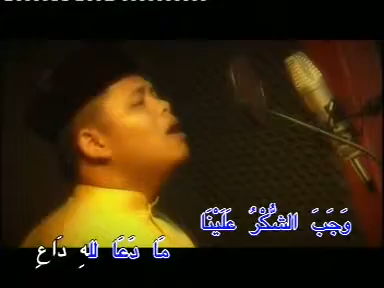 وَجَبَ الشُّكْرُ عَلَيْنَا
مَّا دَعَا لِلَّهِ دَاعِ